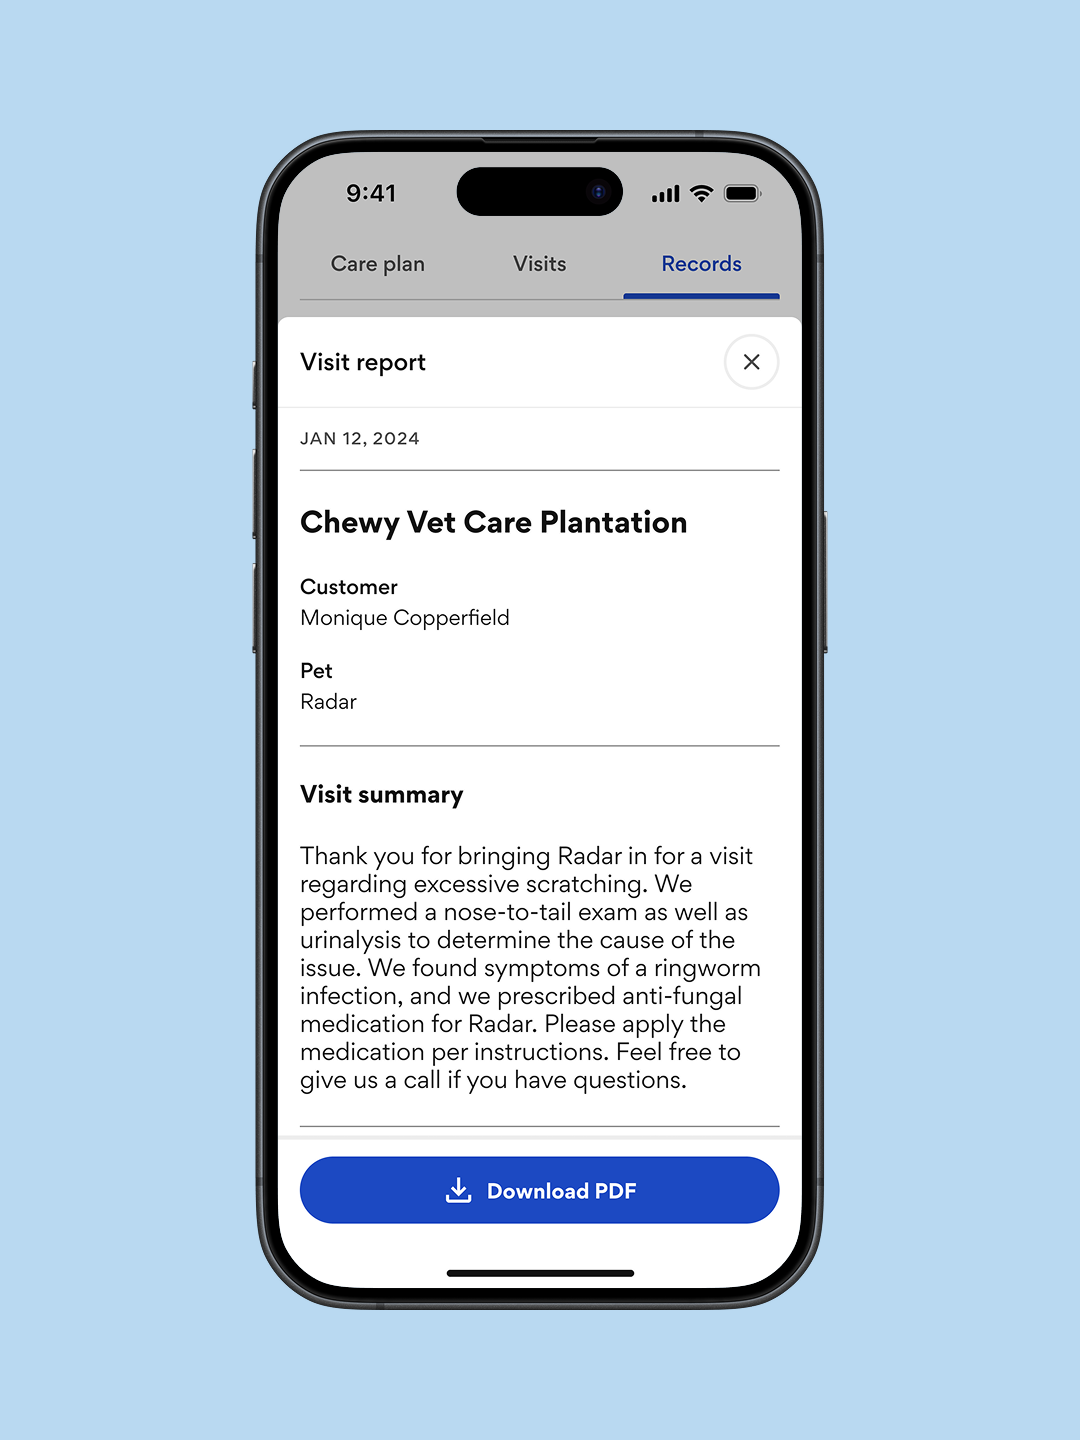 9:41
Care plan Visits Records
Visit report
JAN 12, 2024
Chewy Vet Care Plantation
Customer
Monique Copperfield
Pet
Radar
Visit summary
Thank you for bringing Radar in for a visit
regarding excessive scratching. We
performed a nose-to-tail exam as well as
urinalysis to determine the cause of the
issue. We found symptoms of a ringworm
infection, and we prescribed anti-fungal
medication for Radar. Please apply the
medication per instructions. Feel free to
give us a call if you have questions.
Download PDF